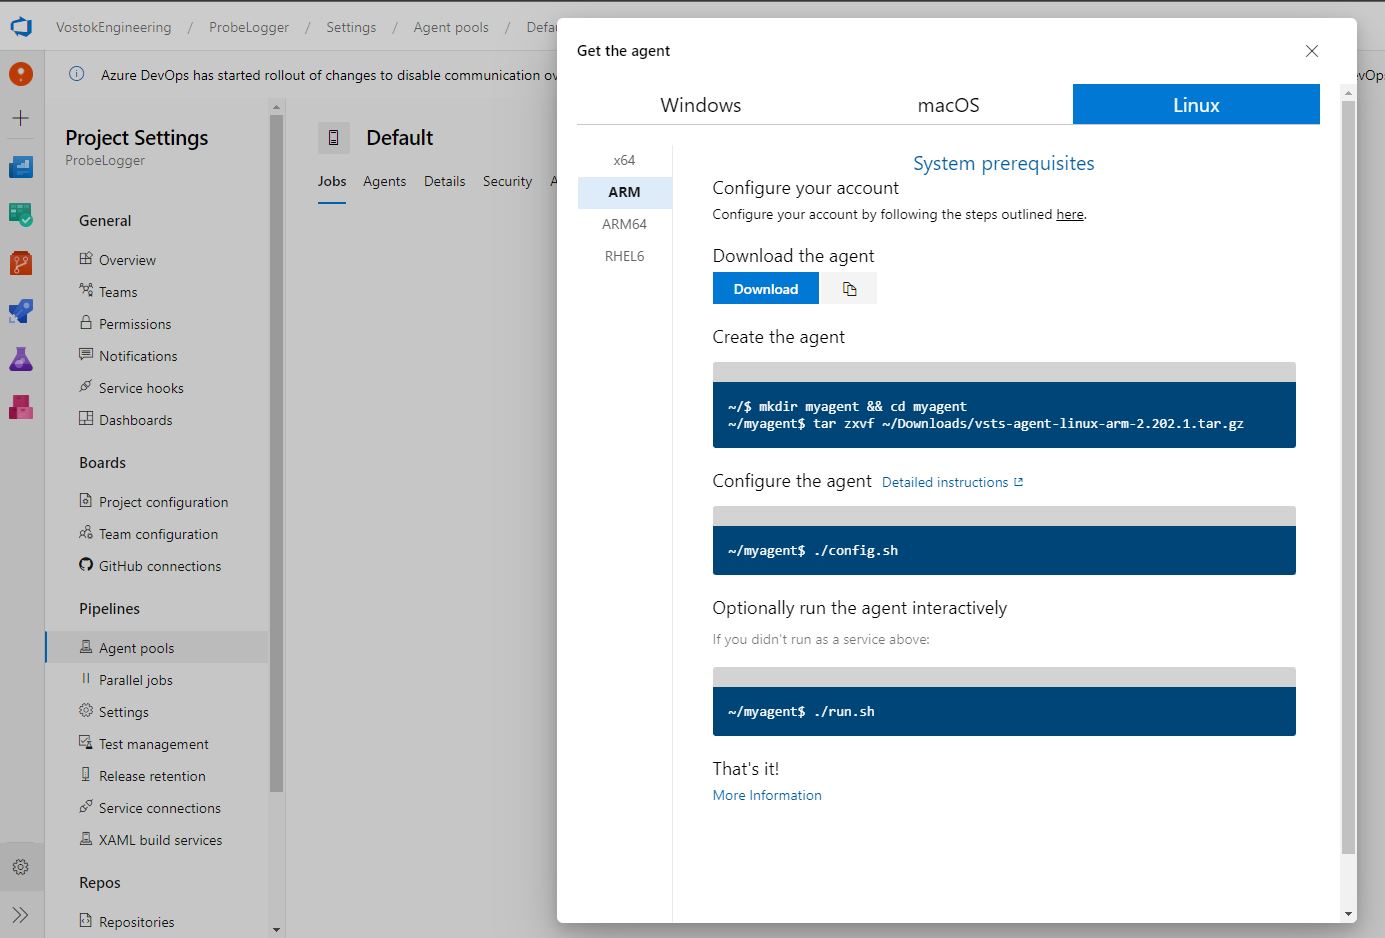 VostokEngineering / ProbeLogger / Settings / Agent pools / Defau
Azure DevOps has started rollout of changes to disable communication ov
evOps
Project Settings
ProbeLogger
General
Overview
Teams
Permissions
Notifications
Service hooks
Dashboards
Boards
Project configuration
Team configuration
GitHub connections
Pipelines
Agent pools
Parallel jobs
Settings
Test management
Release retention
Service connections
XAML build services
Repos
Repositories
Default
Jobs Agents Details Security A
Get the agent
Windows macOS Linux
x64
ARM
ARM64
RHEL6
System prerequisites
Configure your account
Configure your account by following the steps outlined here.
Download the agent
Download
Create the agent
~/$ mkdir myagent && cd myagent
~/myagent$ tar zxvf ~/Downloads/vsts-agent-linux-arm-2.202.1.tar.gz
Configure the agent Detailed instructions
~/myagent$ ./config.sh
Optionally run the agent interactively
If you didn't run as a service above:
~/myagent$ ./run.sh
That's it!
More Information